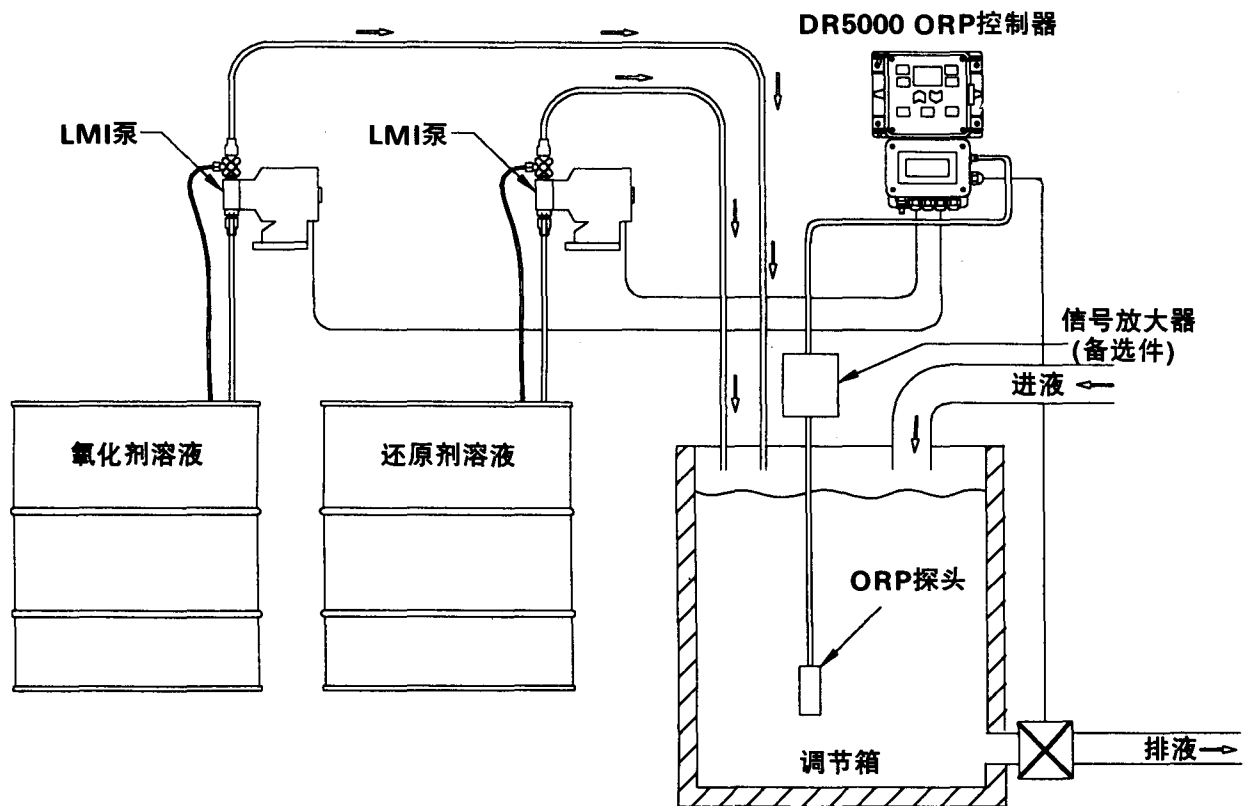 DR5000 ORP控制器
LMI泵
LMI泵
信号放大器
(备选件)
进液
氧化剂溶液
还原剂溶液
ORP探头
调节箱
排液